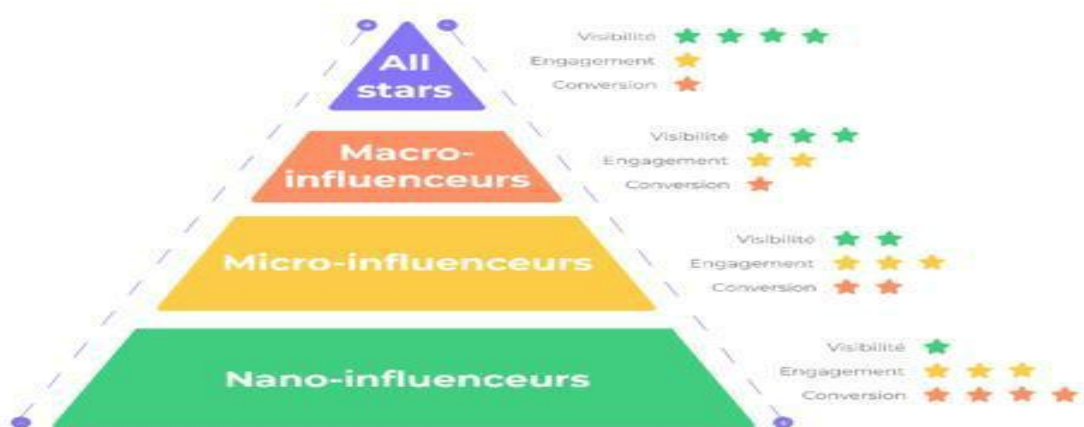 All
stars
Visibilité
Engagement
Conversion
Macro-
influenceurs
Visibilité
Engagement
Conversion
Micro-influenceurs
Visibilité
Engagement
Conversion
Nano-influenceurs
Visibilité
Engagement
Conversion